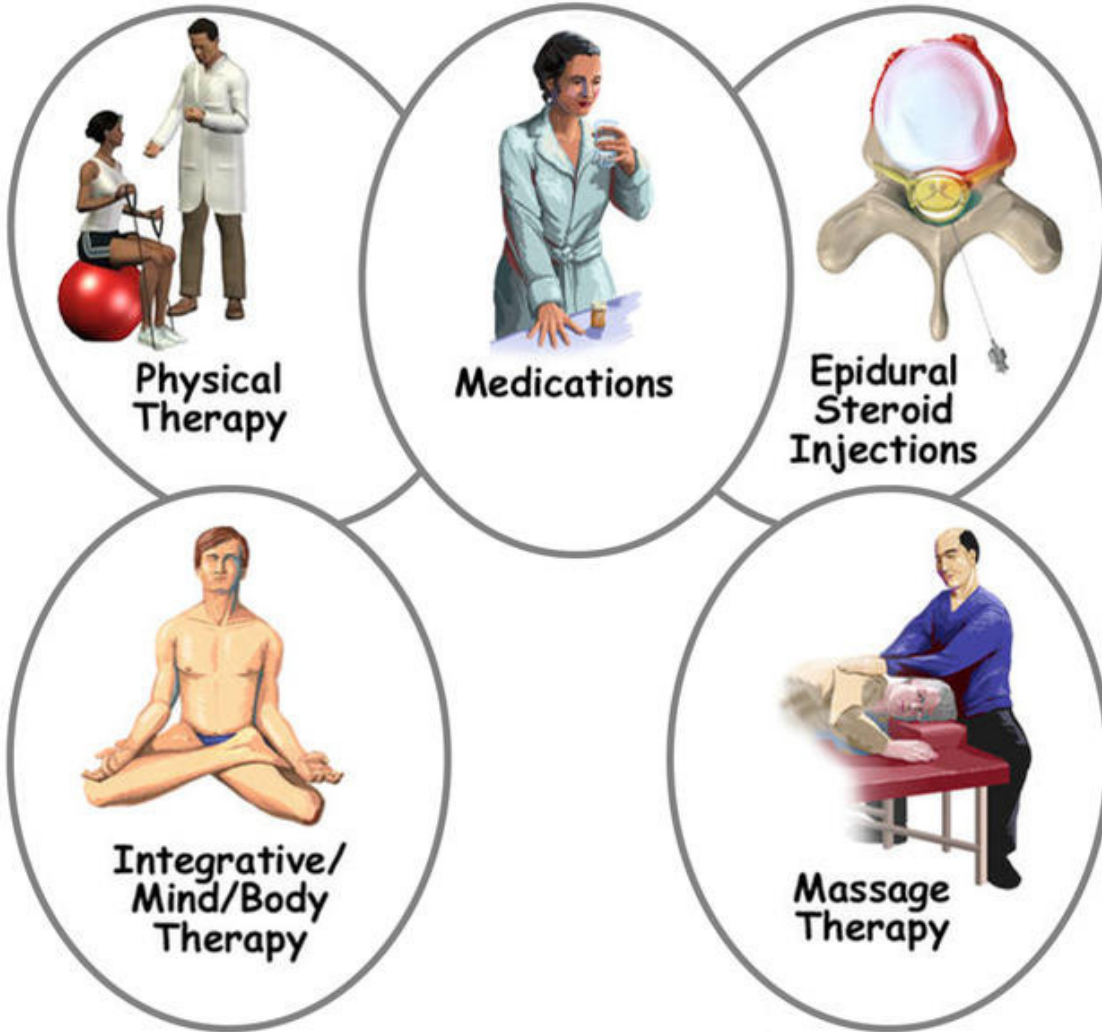 Physical
Therapy
Medications
Epidural
Steroid
Injections
Integrative/
Mind/Body
Therapy
Massage
Therapy